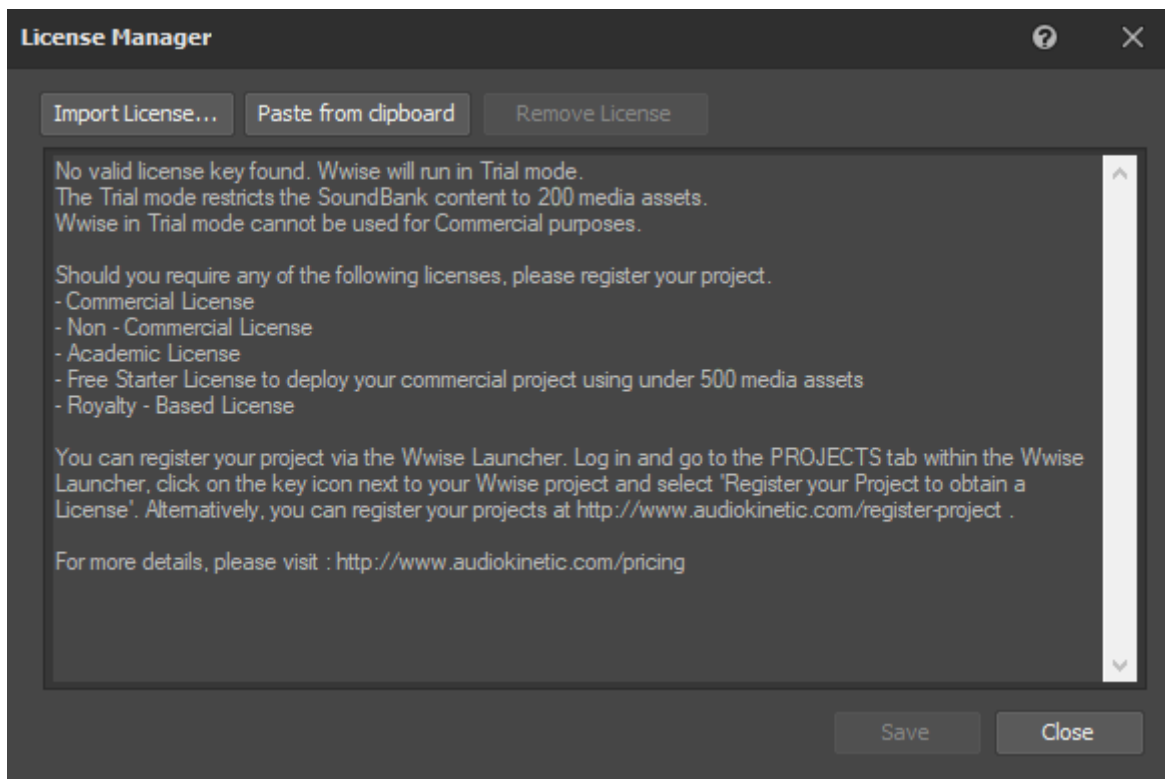 License Manager
Import License...
Paste from clipboard
Remove License
No valid license key found. Wwise will run in Trial mode.
The Trial mode restricts the SoundBank content to 200 media assets.
Wwise in Trial mode cannot be used for Commercial purposes.
Should you require any of the following licenses, please register your project.
- Commercial License
- Non - Commercial License
- Academic License
- Free Starter License to deploy your commercial project using under 500 media assets
- Royalty - Based License
You can register your project via the Wwise Launcher. Log in and go to the PROJECTS tab within the Wwise
Launcher, click on the key icon next to your Wwise project and select "Register your Project to obtain a
License". Alternatively, you can register your projects at http://www.audiokinetic.com/register-project .
For more details, please visit : http://www.audiokinetic.com/pricing
Save
Close